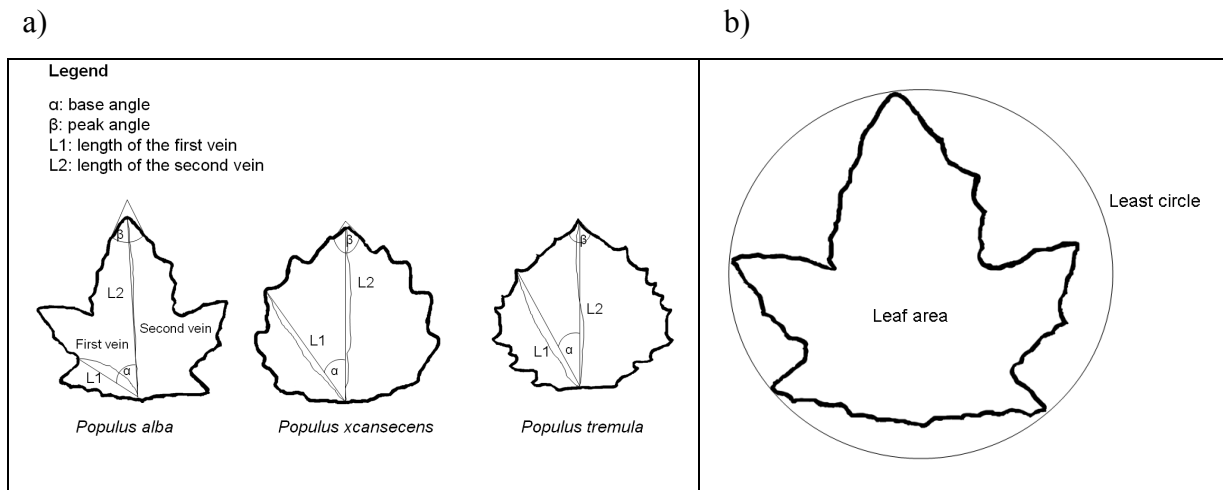 a)
b)
Legend
α: base angle
β: peak angle
L1: length of the first vein
L2: length of the second vein
β
L2
Second vein
First vein
α
L1
Populus alba
β
L2
L1
α
Populus xcansecens
β
L2
L1
α
Populus tremula
Least circle
Leaf area